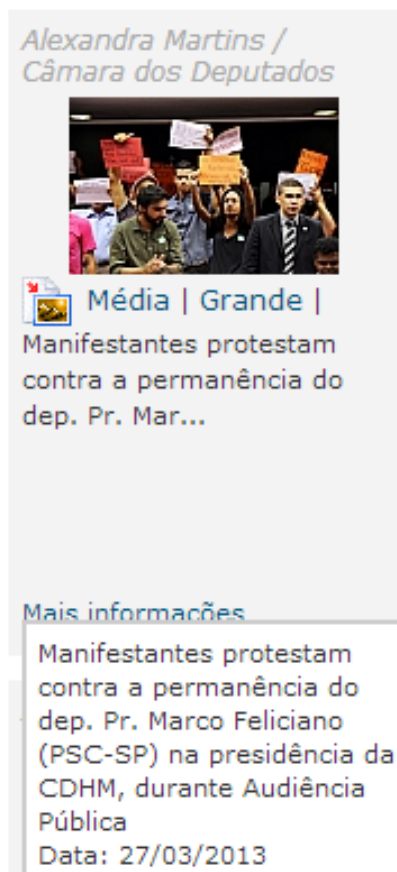 Alexandra Martins /
Câmara dos Deputados
Média | Grande |
Manifestantes protestam
contra a permanência do
dep. Pr. Mar...
Mais informações
Manifestantes protestam
contra a permanência do
dep. Pr. Marco Feliciano
(PSC-SP) na presidência da
CDHM, durante Audiência
Pública
Data: 27/03/2013